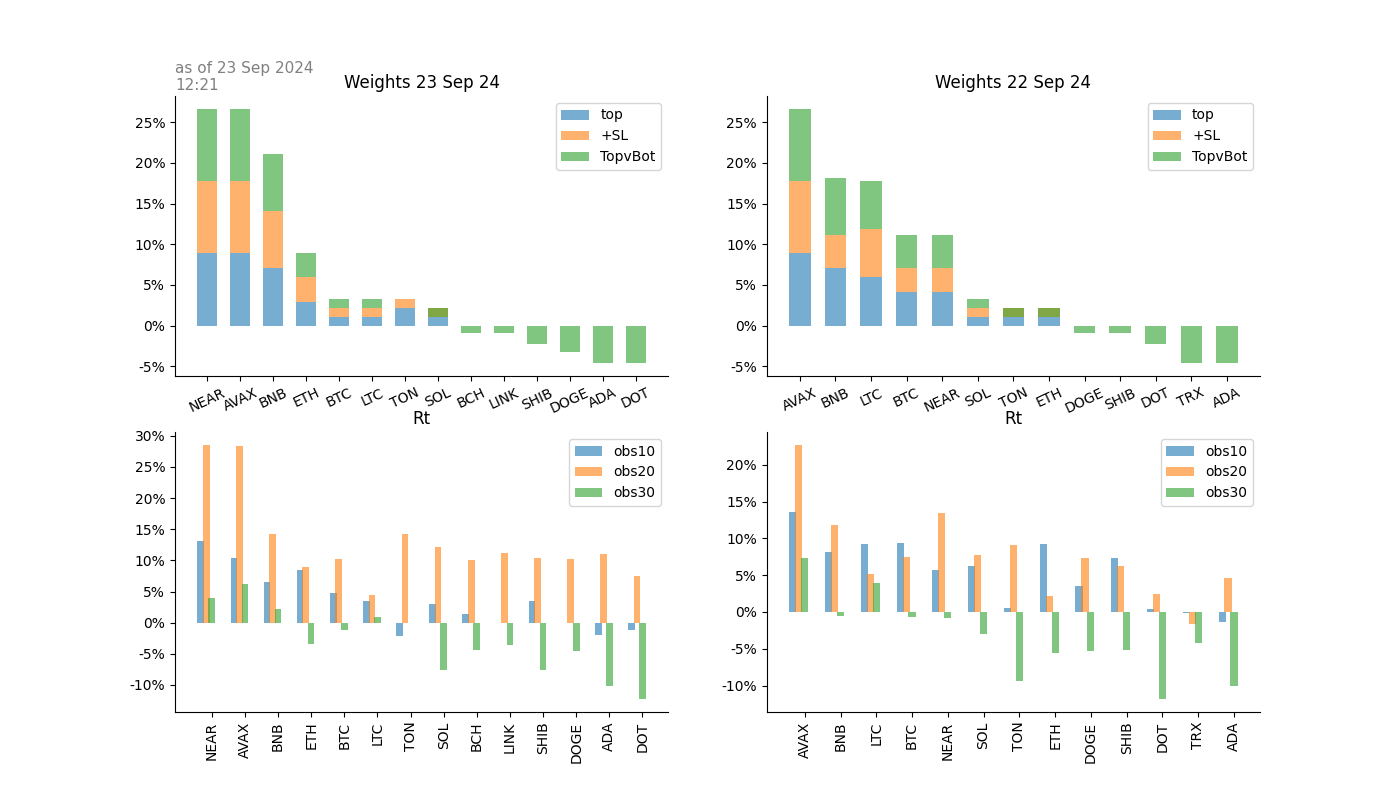 as of 23 Sep 2024
12:21
Weights 23 Sep 24
25%
20%
15%
10%
5%
0%
-5%
top
+SL
TopvBot
NEAR AVAX BNB ETH BTC LTC TON SOL BCH LINK SHIB DOGE ADA DOT
Weights 22 Sep 24
25%
20%
15%
10%
5%
0%
-5%
top
+SL
TopvBot
AVAX BNB LTC BTC NEAR SOL TON ETH DOGE SHIB DOT TRX ADA
Rt
30%
25%
20%
15%
10%
5%
0%
-5%
-10%
obs10
obs20
obs30
NEAR AVAX BNB ETH BTC LTC TON SOL BCH LINK SHIB DOGE ADA DOT
Rt
20%
15%
10%
5%
0%
-5%
-10%
obs10
obs20
obs30
AVAX BNB LTC BTC NEAR SOL TON ETH DOGE SHIB DOT TRX ADA